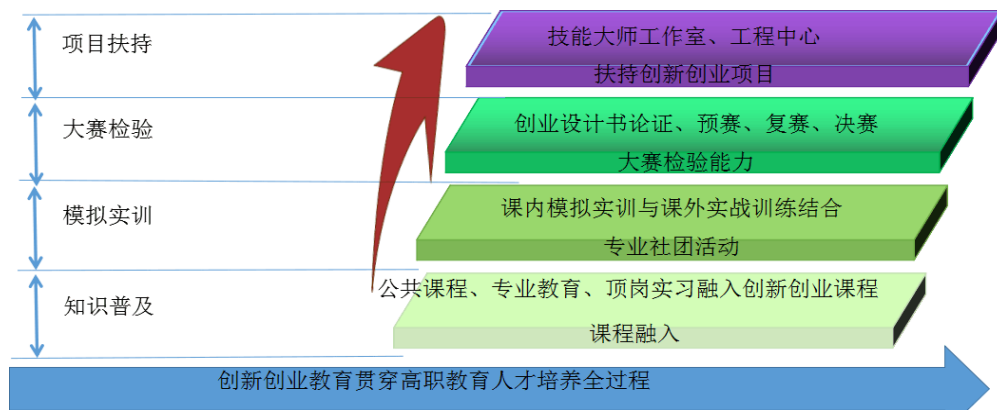 项目扶持
技能大师工作室、工程中心
扶持创新创业项目
大赛检验
创业设计书论证、预赛、复赛、决赛
大赛检验能力
模拟实训
课内模拟实训与课外实战训练结合
专业社团活动
知识普及
公共课程、专业教育、顶岗实习融入创新创业课程
课程融入
创新创业教育贯穿高职教育人才培养全过程